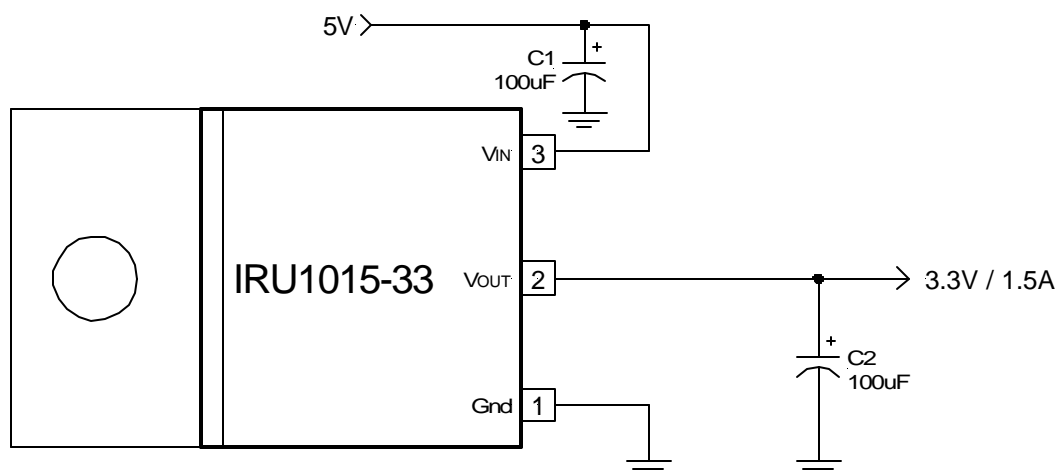 5V
+
C1
100uF
VIN 3
IRU1015-33
VOUT 2
3.3V / 1.5A
+
C2
100uF
Gnd 1